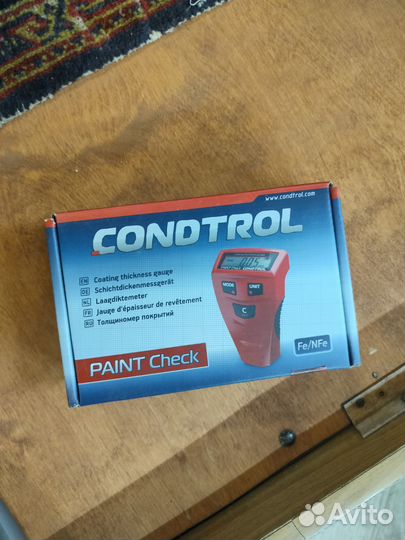 www.condtrol.com
CONDTROL
EN Coating thickness gauge
DE Schichtdickenmessgerät
NL Laagdiktemeter
FR Jauge d'épaisseur de revêtement
RU Толщиномер покрытий
PAINT Check
MODE UNIT
C
Fe/NFe
Avito